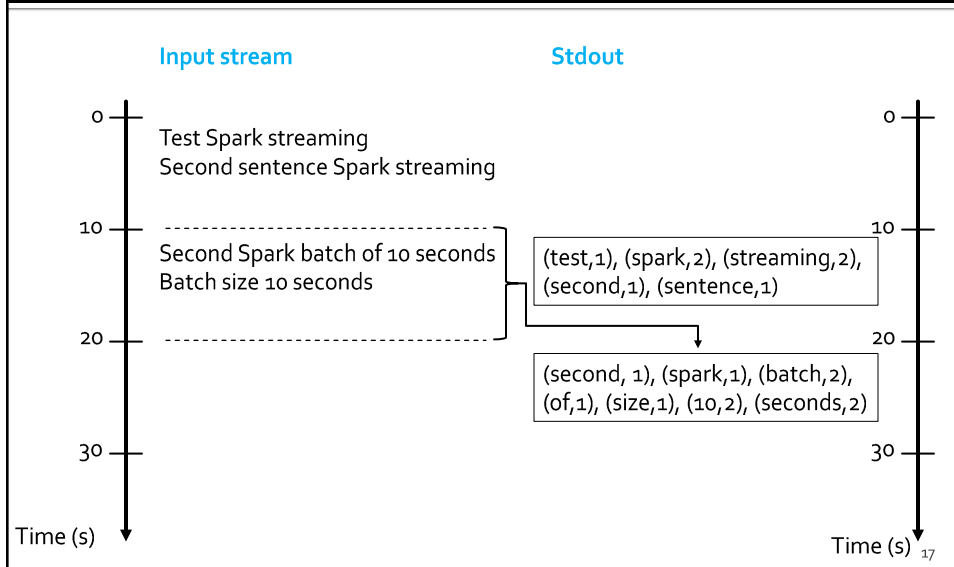 Input stream
Stdout
0
0
Test Spark streaming
Second sentence Spark streaming
10
10
Second Spark batch of 10 seconds
Batch size 10 seconds
(test,1), (spark,2), (streaming,2),
(second,1), (sentence,1)
20
20
(second, 1), (spark,1), (batch,2),
(of,1), (size,1), (10,2), (seconds,2)
30
30
Time (s)
Time (s)
17